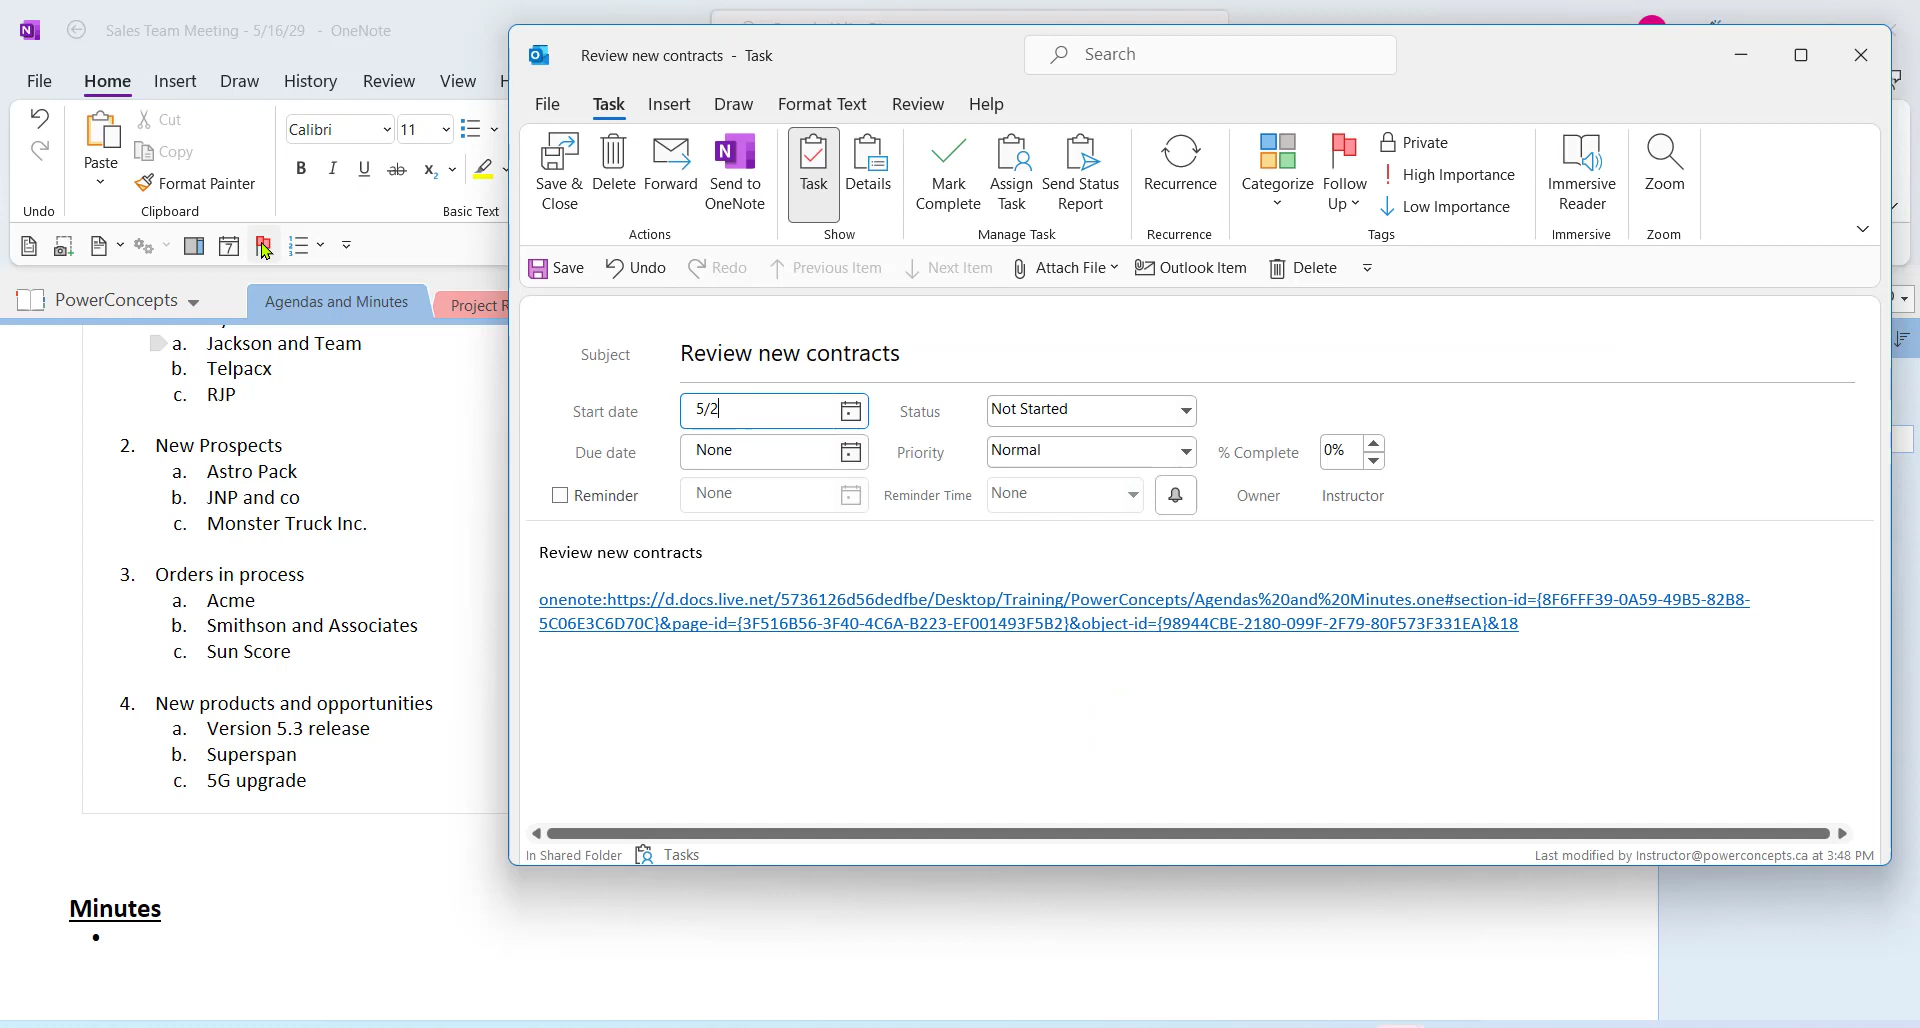 Sales Team Meeting - 5/16/29 - OneNote
File Home Insert Draw History Review View
Undo
Paste
Cut
Copy
Format Painter
Clipboard
Calibri 11
B I U ab x₂
Basic Text
PowerConcepts
Agendas and Minutes
Project R
a. Jackson and Team
b. Telpacx
c. RJP
2. New Prospects
a. Astro Pack
b. JNP and co
c. Monster Truck Inc.
3. Orders in process
a. Acme
b. Smithson and Associates
c. Sun Score
4. New products and opportunities
a. Version 5.3 release
b. Superspan
c. 5G upgrade
Minutes
•
Review new contracts - Task
Search
File Task Insert Draw Format Text Review Help
Save & Close
Delete
Forward
Send to OneNote
Actions
Task
Details
Show
Mark Complete
Assign Task
Send Status Report
Manage Task
Recurrence
Recurrence
Categorize
Follow Up
Private
High Importance
Low Importance
Tags
Immersive Reader
Immersive
Zoom
Zoom
Save Undo Redo Previous Item Next Item Attach File Outlook Item Delete
Subject Review new contracts
Start date 5/2 Status Not Started
Due date None Priority Normal % Complete 0%
Reminder None Reminder Time None Owner Instructor
Review new contracts
onenote:https://d.docs.live.net/5736126d56dedfbe/Desktop/Training/PowerConcepts/Agendas%20and%20Minutes.one#section-id={8F6FFF39-0A59-49B5-82B8-
5C06E3C6D70C}&page-id={3F516B56-3F40-4C6A-B223-EF001493F5B2}&object-id={98944CBE-2180-099F-2F79-80F573F331EA}&18
In Shared Folder Tasks
Last modified by Instructor@powerconcepts.ca at 3:48 PM